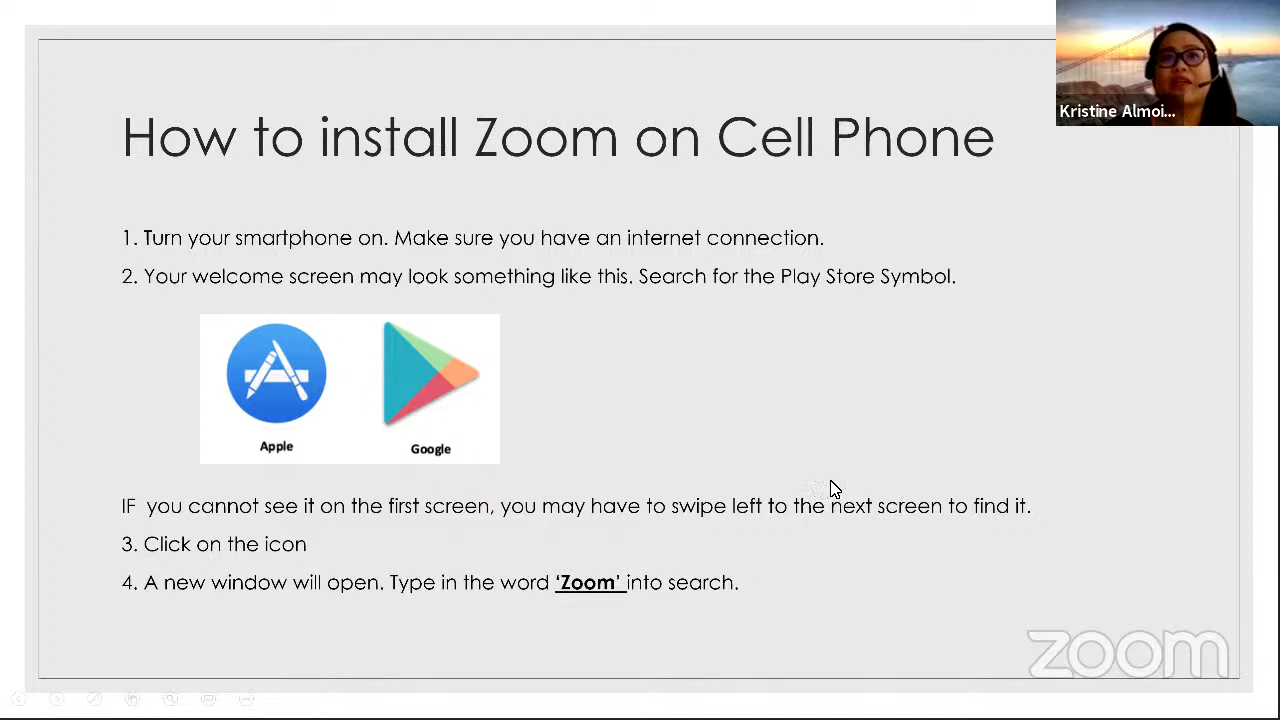 Kristine Almoi...
How to install Zoom on Cell Phone
1. Turn your smartphone on. Make sure you have an internet connection.
2. Your welcome screen may look something like this. Search for the Play Store Symbol.
Apple
Google
IF  you cannot see it on the first screen, you may have to swipe left to the next screen to find it.
3. Click on the icon
4. A new window will open. Type in the word ‘Zoom’ into search.
zoom